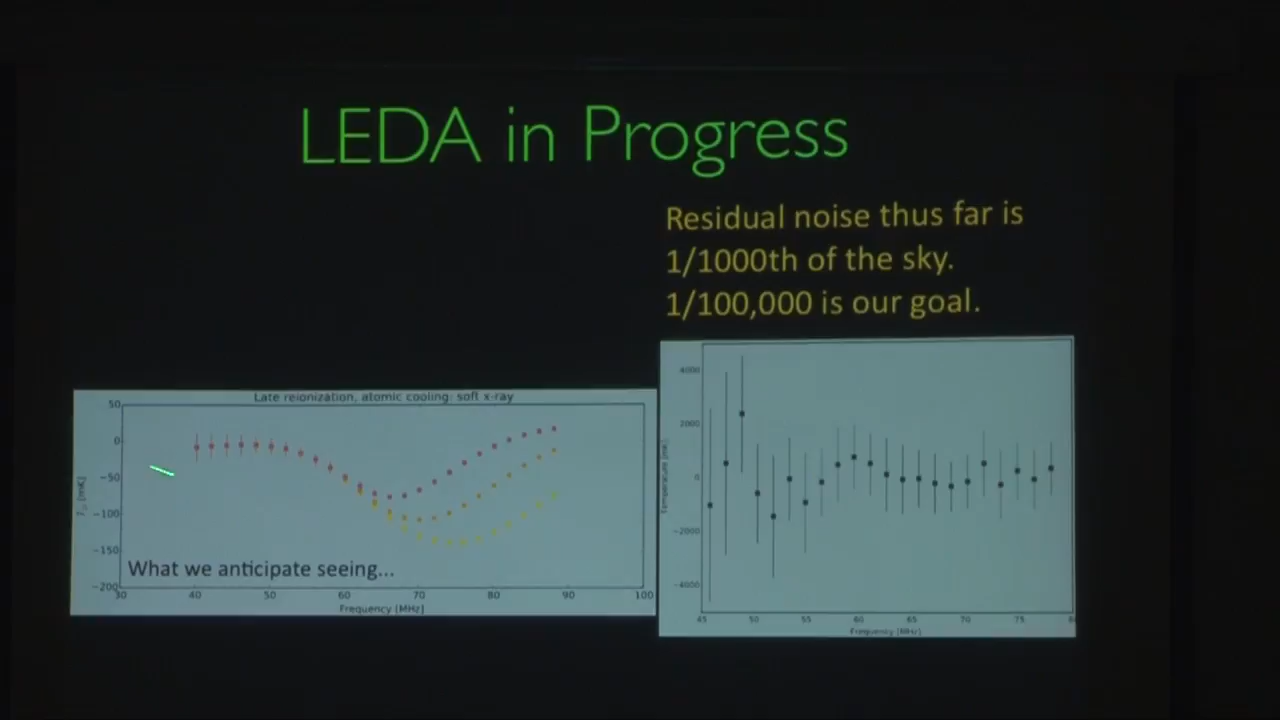 LEDA in Progress
Residual noise thus far is
1/1000th of the sky.
1/100,000 is our goal.
Late reionization, atomic cooling: soft x-ray
50
0
−50
−100
−150
−200
30 40 50 60 70 80 90 100
Frequency [MHz]
What we anticipate seeing...
4000
2000
0
−2000
−4000
Temperature [mK]
45 50 55 60 65 70 75
Frequency [MHz]